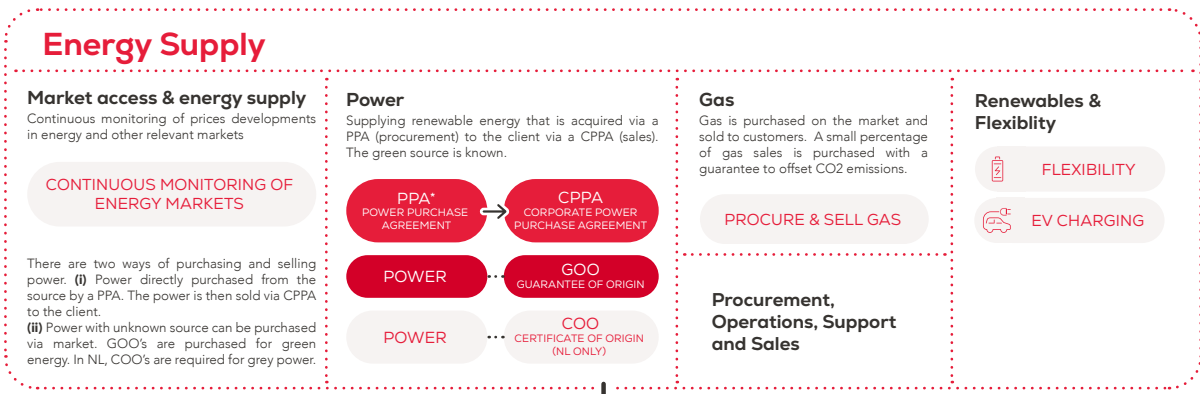 Energy Supply
Market access & energy supply
Continuous monitoring of prices developments
in energy and other relevant markets
CONTINUOUS MONITORING OF
ENERGY MARKETS
There are two ways of purchasing and selling
power. (i) Power directly purchased from the
source by a PPA. The power is then sold via CPPA
to the client.
(ii) Power with unknown source can be purchased
via market. GOO's are purchased for green
energy. In NL, COO's are required for grey power.
Power
Supplying renewable energy that is acquired via a
PPA (procurement) to the client via a CPPA (sales).
The green source is known.
PPA*
POWER PURCHASE
AGREEMENT
CPPA
CORPORATE POWER
PURCHASE AGREEMENT
POWER
GOO
GUARANTEE OF ORIGIN
POWER
COO
CERTIFICATE OF ORIGIN
(NL ONLY)
Gas
Gas is purchased on the market and
sold to customers. A small percentage
of gas sales is purchased with a
guarantee to offset CO2 emissions.
PROCURE & SELL GAS
Procurement,
Operations, Support
and Sales
Renewables &
Flexiblity
FLEXIBILITY
EV CHARGING